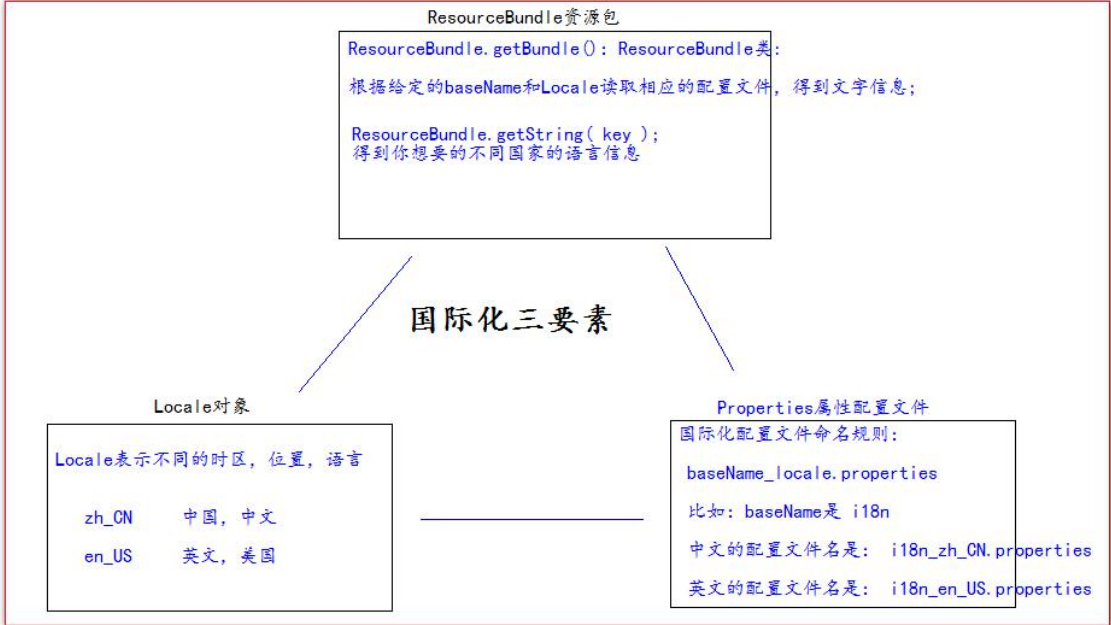 ResourceBundle资源包
ResourceBundle.getBundle(): ResourceBundle类:
根据给定的baseName和Locale读取相应的配置文件，得到文字信息;
ResourceBundle.getString( key );
得到你想要的不同国家的语言信息
国际化三要素
Locale对象
Locale表示不同的时区，位置，语言
zh_CN 中国，中文
en_US 英文，美国
Properties属性配置文件
国际化配置文件命名规则:
baseName_locale.properties
比如: baseName是 i18n
中文的配置文件名是: i18n_zh_CN.properties
英文的配置文件名是: i18n_en_US.properties